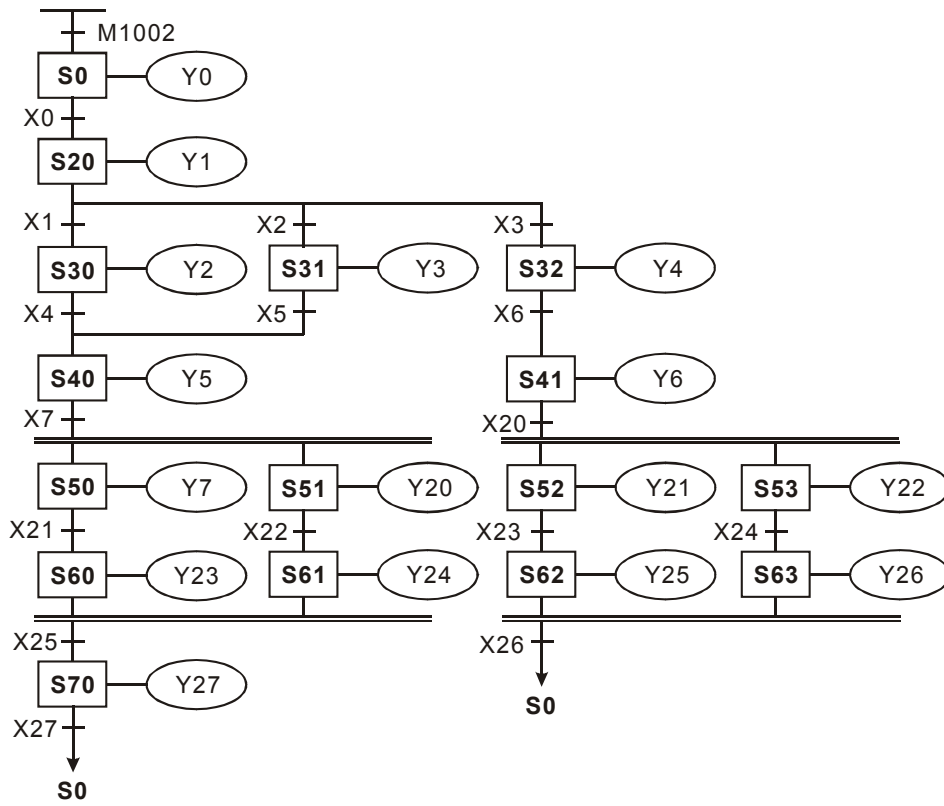 M1002
S0 Y0
X0
S20 Y1
X1 X2 X3
S30 Y2 S31 Y3 S32 Y4
X4 X5 X6
S40 Y5 S41 Y6
X7 X20
S50 Y7 S51 Y20 S52 Y21 S53 Y22
X21 X22 X23 X24
S60 Y23 S61 Y24 S62 Y25 S63 Y26
X25 X26
S70 Y27 S0
X27
S0